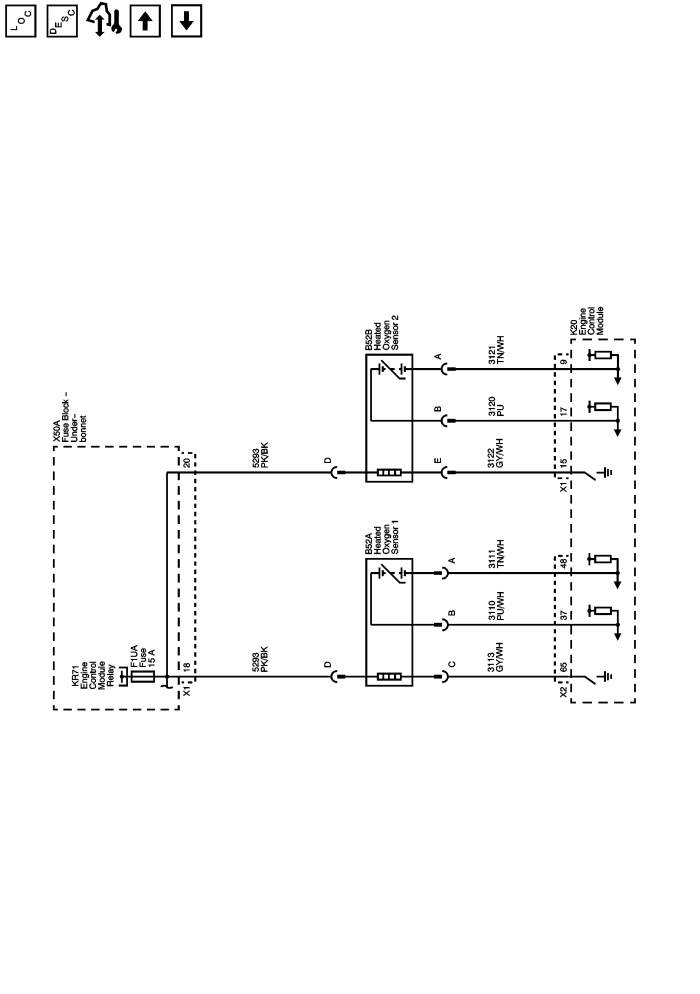 LOC
DESC
X50A
Fuse Block –
Under-
bonnet
KR71
Engine
Control
Module
Relay
F1UA
Fuse
15 A
20
18
X1
5293
PK/BK
5293
PK/BK
D
D
B52B
Heated
Oxygen
Sensor 2
B52A
Heated
Oxygen
Sensor 1
A
B
E
A
B
C
3121
TN/WH
3120
PU
3122
GY/WH
3111
TN/WH
3110
PU/WH
3113
GY/WH
9
17
15
X1
48
37
65
X2
K20
Engine
Control
Module